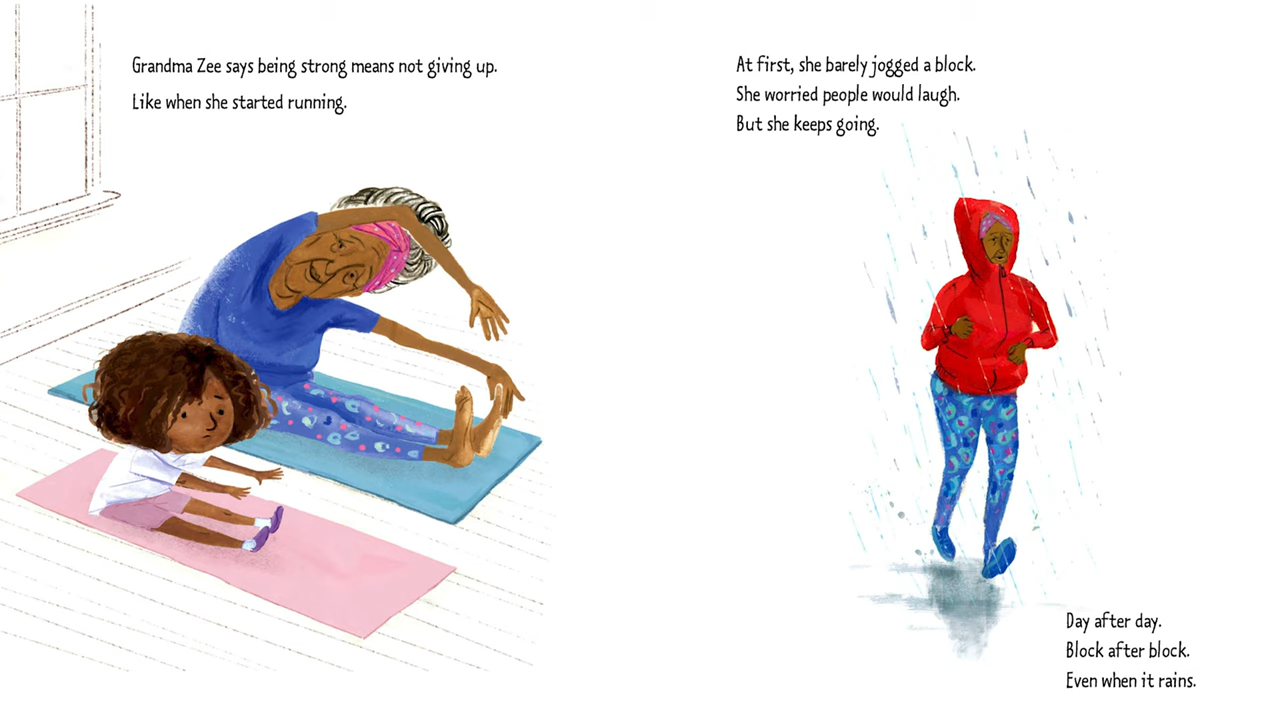 Grandma Zee says being strong means not giving up.
Like when she started running.
At first, she barely jogged a block.
She worried people would laugh.
But she keeps going.
Day after day.
Block after block.
Even when it rains.